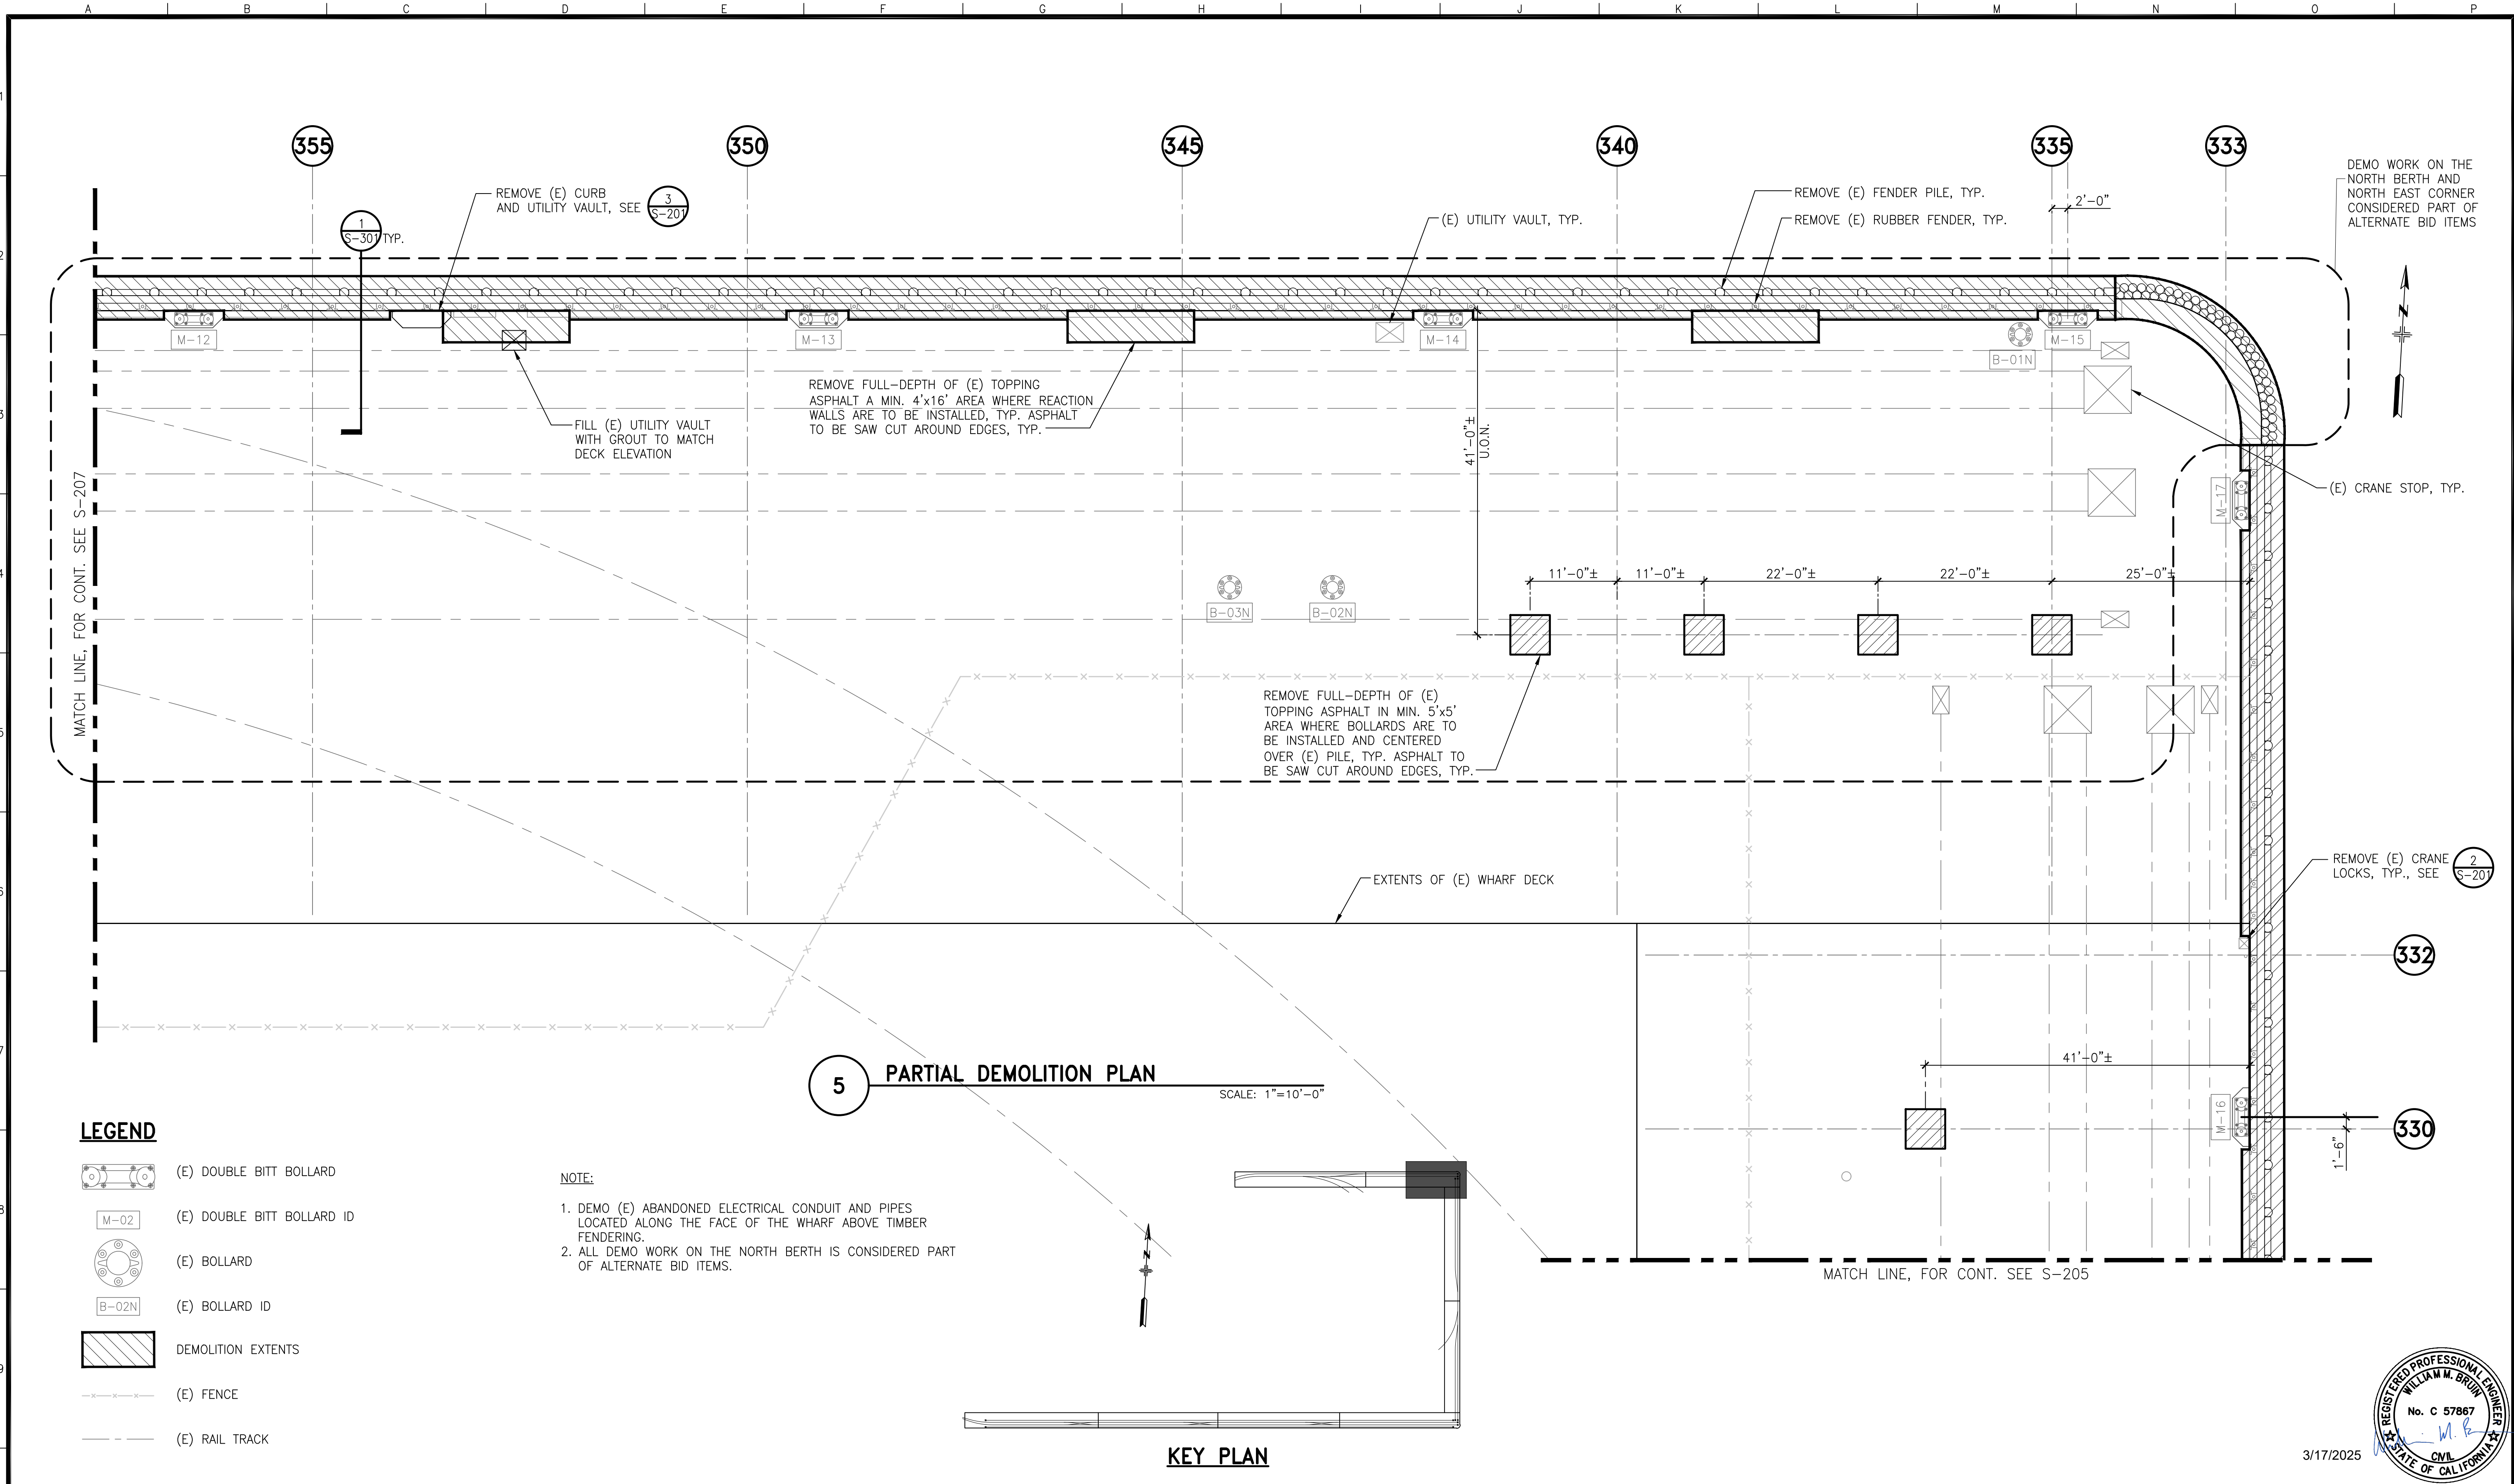 A B C D E F G H I J K L M N O P
1
2
3
4
5
6
7
8
9
355
350
345
340
335
333
1
S-301 TYP.
REMOVE (E) CURB
AND UTILITY VAULT, SEE
3
S-201
(E) UTILITY VAULT, TYP.
REMOVE (E) FENDER PILE, TYP.
REMOVE (E) RUBBER FENDER, TYP.
2'-0"
DEMO WORK ON THE
NORTH BERTH AND
NORTH EAST CORNER
CONSIDERED PART OF
ALTERNATE BID ITEMS
N
M-12
M-13
M-14
M-15
B-01N
FILL (E) UTILITY VAULT
WITH GROUT TO MATCH
DECK ELEVATION
REMOVE FULL-DEPTH OF (E) TOPPING
ASPHALT A MIN. 4'x16' AREA WHERE REACTION
WALLS ARE TO BE INSTALLED, TYP. ASPHALT
TO BE SAW CUT AROUND EDGES, TYP.
41'-0"±
U.O.N.
M-17
(E) CRANE STOP, TYP.
MATCH LINE, FOR CONT. SEE S-207
11'-0"±
11'-0"±
22'-0"±
22'-0"±
25'-0"±
B-03N
B-02N
REMOVE FULL-DEPTH OF (E)
TOPPING ASPHALT IN MIN. 5'x5'
AREA WHERE BOLLARDS ARE TO
BE INSTALLED AND CENTERED
OVER (E) PILE, TYP. ASPHALT TO
BE SAW CUT AROUND EDGES, TYP.
EXTENTS OF (E) WHARF DECK
REMOVE (E) CRANE
LOCKS, TYP., SEE
2
S-201
332
41'-0"±
M-16
330
1'-6"
5
PARTIAL DEMOLITION PLAN
SCALE: 1"=10'-0"
MATCH LINE, FOR CONT. SEE S-205
LEGEND
(E) DOUBLE BITT BOLLARD
M-02
(E) DOUBLE BITT BOLLARD ID
(E) BOLLARD
B-02N
(E) BOLLARD ID
DEMOLITION EXTENTS
(E) FENCE
(E) RAIL TRACK
NOTE:
1. DEMO (E) ABANDONED ELECTRICAL CONDUIT AND PIPES
LOCATED ALONG THE FACE OF THE WHARF ABOVE TIMBER
FENDERING.
2. ALL DEMO WORK ON THE NORTH BERTH IS CONSIDERED PART
OF ALTERNATE BID ITEMS.
N
KEY PLAN
3/17/2025
REGISTERED PROFESSIONAL ENGINEER
WILLIAM M. BRUIN
No. C 57867
CIVIL
STATE OF CALIFORNIA